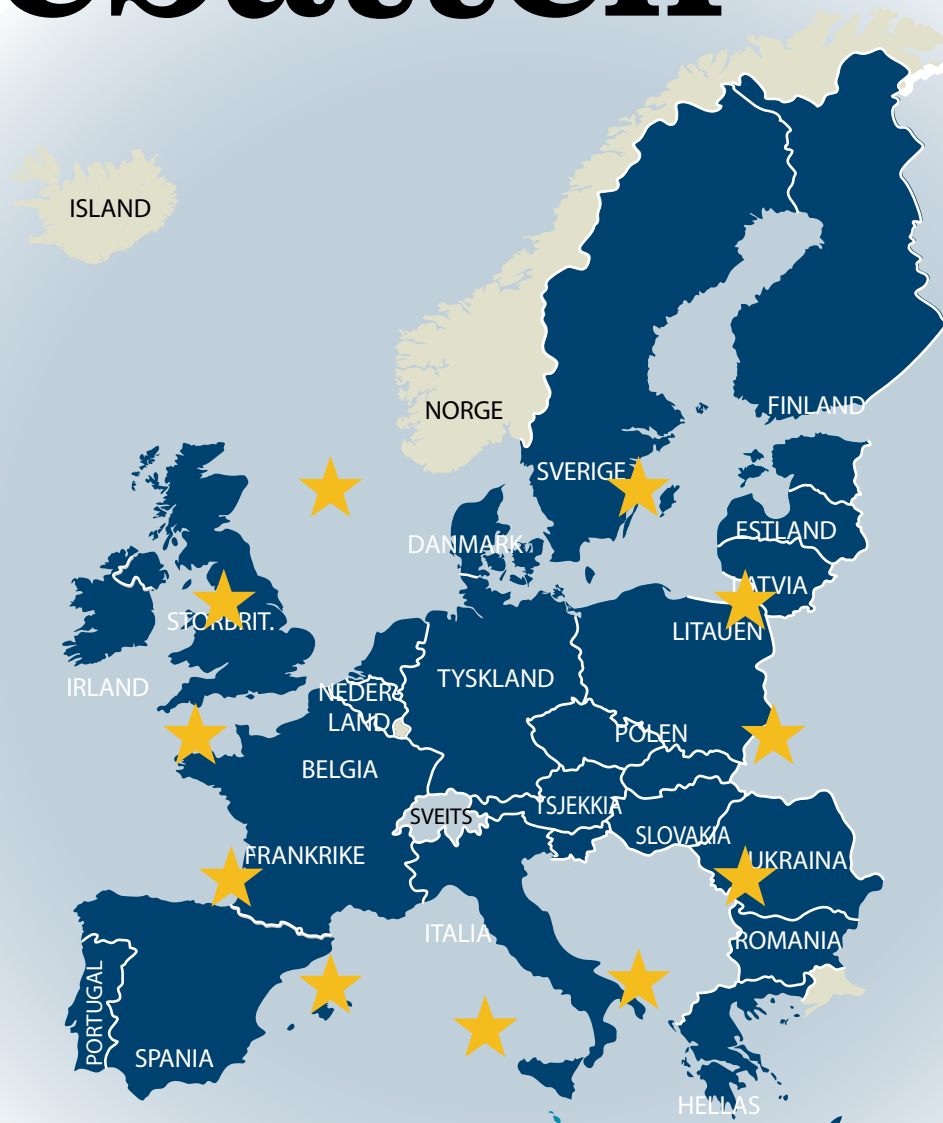 ISLAND
NORGE
FINLAND
SVERIGE
ESTLAND
DANMARK
LATVIA
STORBRIT.
LITAUEN
IRLAND
TYSKLAND
NEDER-
LAND
POLEN
BELGIA
TSJEKKIA
SVEITS
SLOVAKIA
FRANKRIKE
UKRAINA
ITALIA
ROMANIA
PORTUGAL
SPANIA
HELLAS